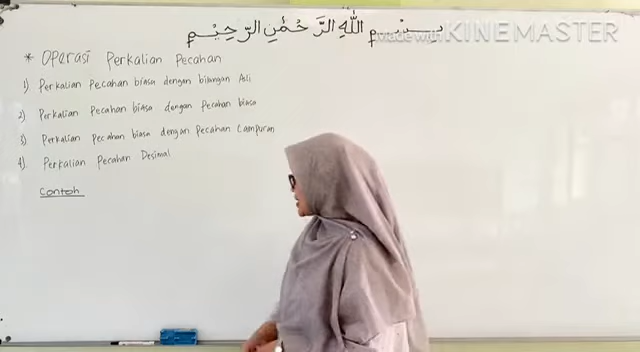 بِسْمِ اللهِ الرَّحْمٰنِ الرَّحِيْمِ
Made with KINEMASTER
* Operasi Perkalian Pecahan
1) Perkalian Pecahan biasa dengan bilangan Asli
2) Perkalian Pecahan biasa dengan Pecahan biasa
3) Perkalian Pecahan biasa dengan Pecahan Campuran
4) Perkalian Pecahan Desimal
Contoh